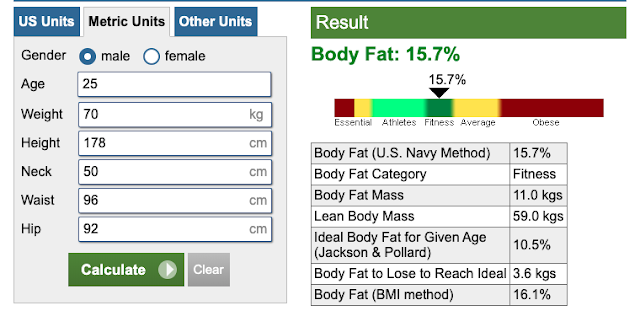 US Units Metric Units Other Units
Gender male female
Age 25
Weight 70 kg
Height 178 cm
Neck 50 cm
Waist 96 cm
Hip 92 cm
Calculate Clear
Result
Body Fat: 15.7%
15.7%
Essential Athletes Fitness Average Obese
Body Fat (U.S. Navy Method) 15.7%
Body Fat Category Fitness
Body Fat Mass 11.0 kgs
Lean Body Mass 59.0 kgs
Ideal Body Fat for Given Age
(Jackson & Pollard) 10.5%
Body Fat to Lose to Reach Ideal 3.6 kgs
Body Fat (BMI method) 16.1%